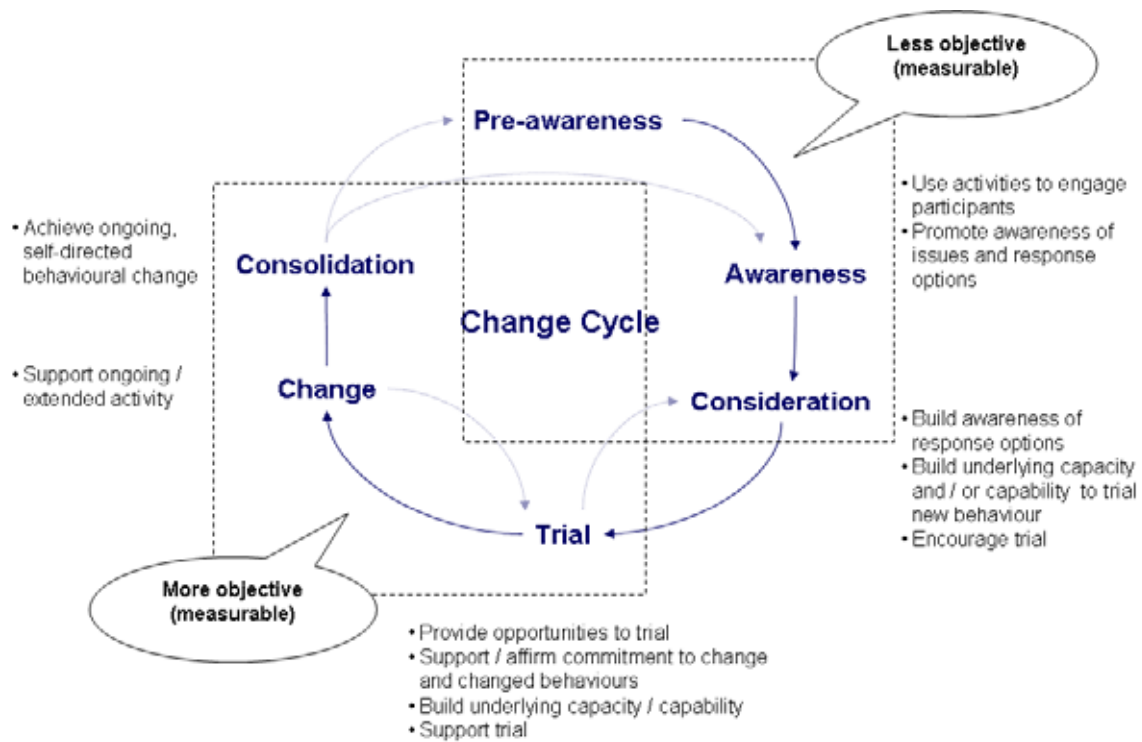 Less objective
(measurable)
Pre-awareness
• Use activities to engage
participants
• Promote awareness of
issues and response
options
• Achieve ongoing,
self-directed
behavioural change
Consolidation
Awareness
Change Cycle
• Support ongoing /
extended activity
Change
Consideration
• Build awareness of
response options
• Build underlying capacity
and / or capability to trial
new behaviour
• Encourage trial
Trial
More objective
(measurable)
• Provide opportunities to trial
• Support / affirm commitment to change
and changed behaviours
• Build underlying capacity / capability
• Support trial